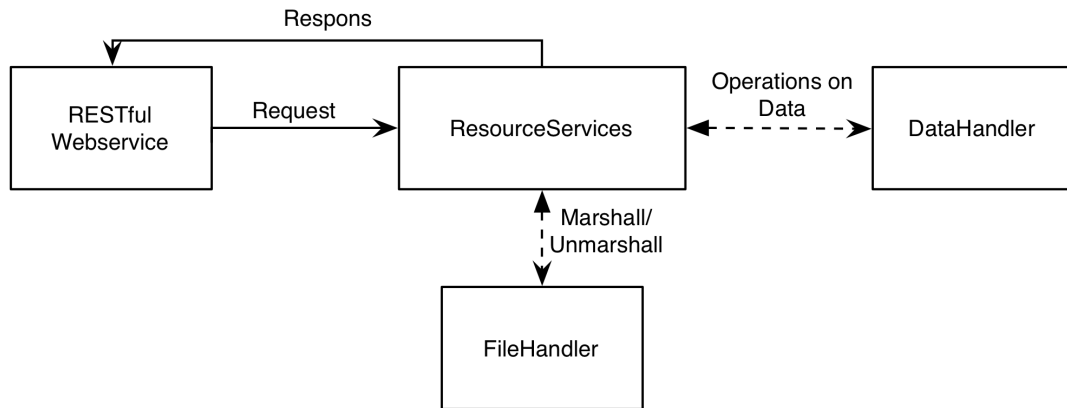 Respons
RESTful
Webservice
Request
ResourceServices
Operations on
Data
DataHandler
Marshall/
Unmarshall
FileHandler